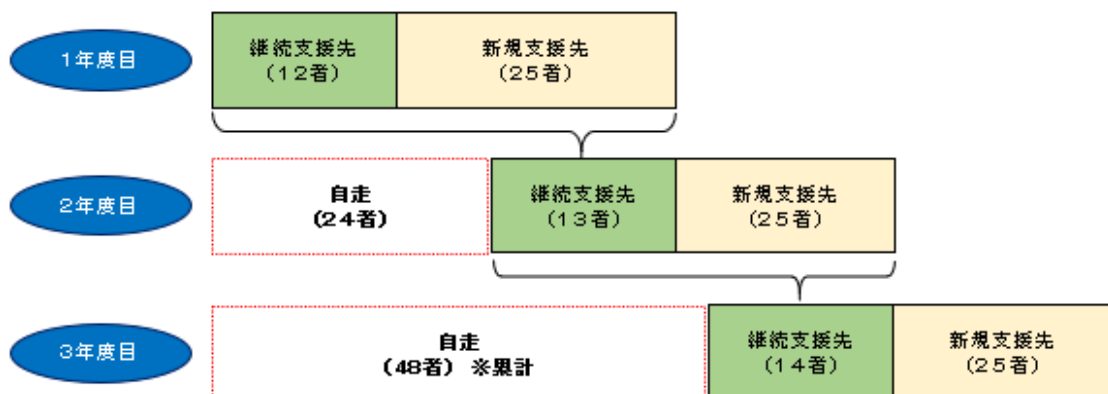 1年度目
継続支援先
(12者)
新規支援先
(25者)
2年度目
自走
(24者)
継続支援先
(13者)
新規支援先
(25者)
3年度目
自走
(48者) ※累計
継続支援先
(14者)
新規支援先
(25者)